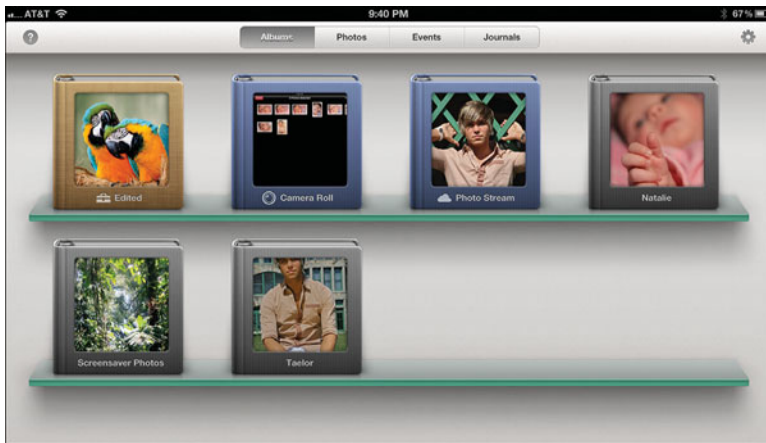 AT&T 9:40 PM 67%
? Albums Photos Events Journals
Edited Camera Roll Photo Stream Natalie
Screensaver Photos Taelor